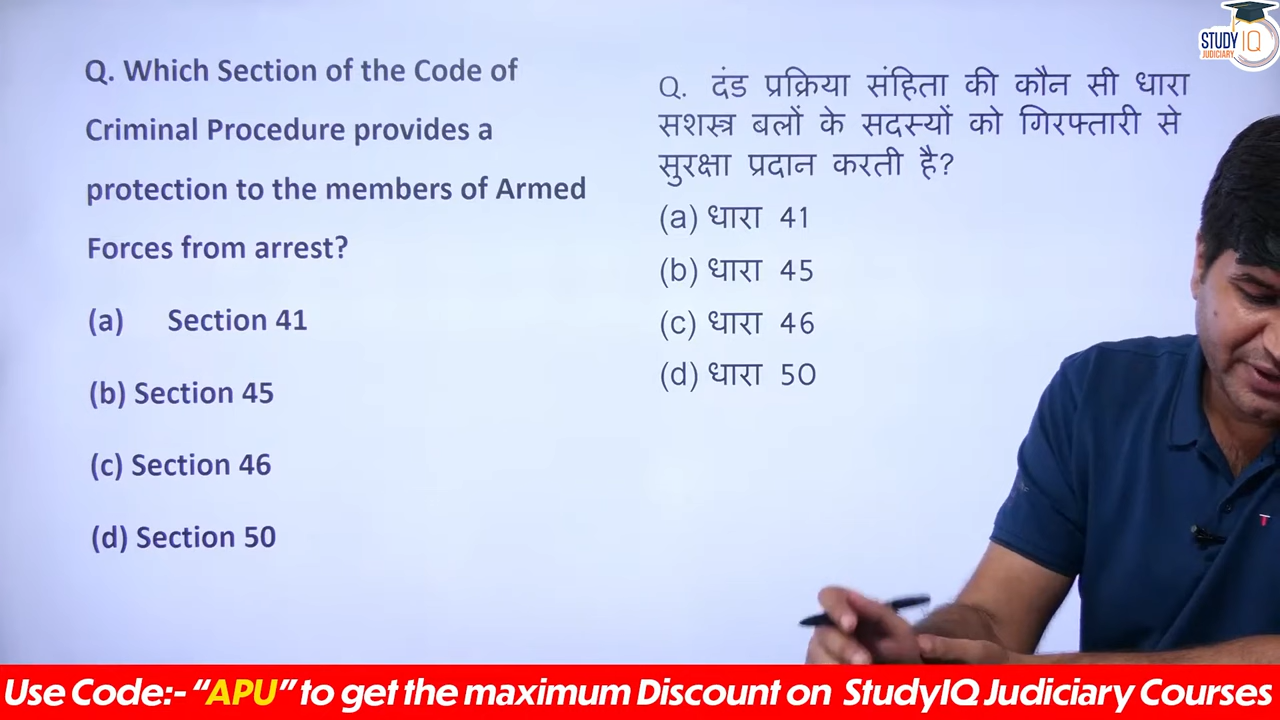 Q. Which Section of the Code of
Criminal Procedure provides a
protection to the members of Armed
Forces from arrest?
(a) Section 41
(b) Section 45
(c) Section 46
(d) Section 50
Q. दंड प्रक्रिया संहिता की कौन सी धारा
सशस्त्र बलों के सदस्यों को गिरफ्तारी से
सुरक्षा प्रदान करती है?
(a) धारा 41
(b) धारा 45
(c) धारा 46
(d) धारा 50
STUDY IQ
JUDICIARY
T
Use Code:- “APU” to get the maximum Discount on StudyIQ Judiciary Courses